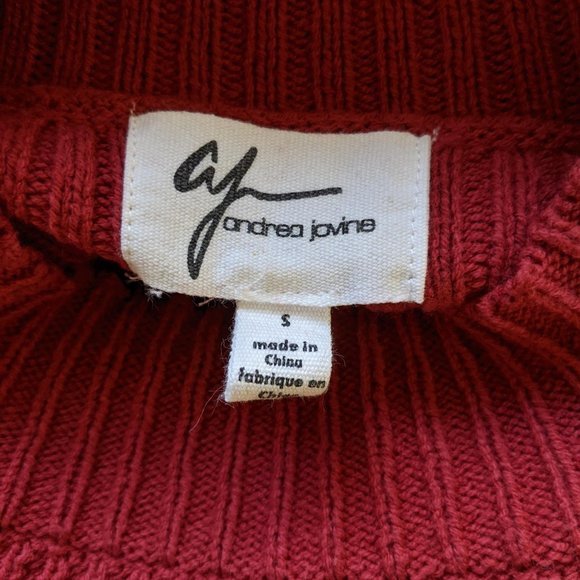 aj
andrea jovine
S
made in
China
fabrique en